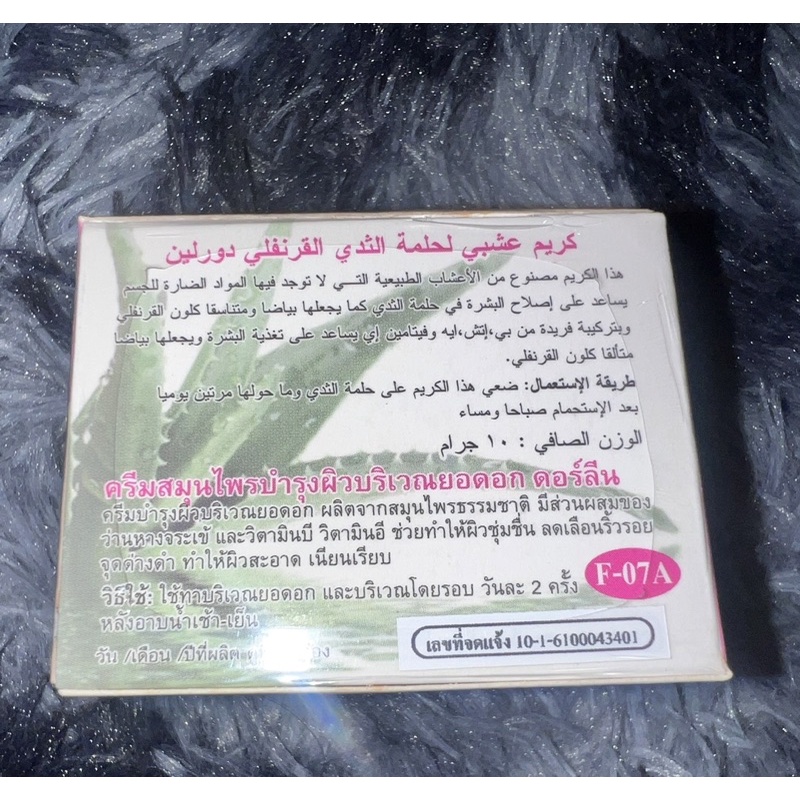 كريم عشبي لحلمة الثدي القرنفلي دورلين
هذا الكريم مصنوع من الأعشاب الطبيعية التي لا توجد فيها المواد الضارة للجسم
يساعد على إصلاح البشرة في حلمة الثدي كما يجعلها بياضا ومتناسقا كلون القرنفلي
وبتركيبة فريدة من بي،إتش،ايه وفيتامين إي يساعد على تغذية البشرة ويجعلها بياضا
متألقا كلون القرنفلي.
طريقة الإستعمال: ضعي هذا الكريم على حلمة الثدي وما حولها مرتين يوميا
بعد الإستحمام صباحا ومساء
الوزن الصافي : ١٠ جرام
ครีมสมุนไพรบำรุงผิวบริเวณยอดอก ดอร์ลีน
ครีมบำรุงผิวบริเวณยอดอก ผลิตจากสมุนไพรธรรมชาติ มีส่วนผสมของ
ว่านหางจระเข้ และวิตามินบี วิตามินอี ช่วยทำให้ผิวชุ่มชื่น ลดเลือนริ้วรอย
จุดด่างดำ ทำให้ผิวสะอาด เนียนเรียบ
F-07A
วิธีใช้: ใช้ทาบริเวณยอดอก และบริเวณโดยรอบ วันละ 2 ครั้ง
หลังอาบน้ำเช้า-เย็น
เลขที่จดแจ้ง 10-1-6100043401
วัน /เดือน /ปีที่ผลิต